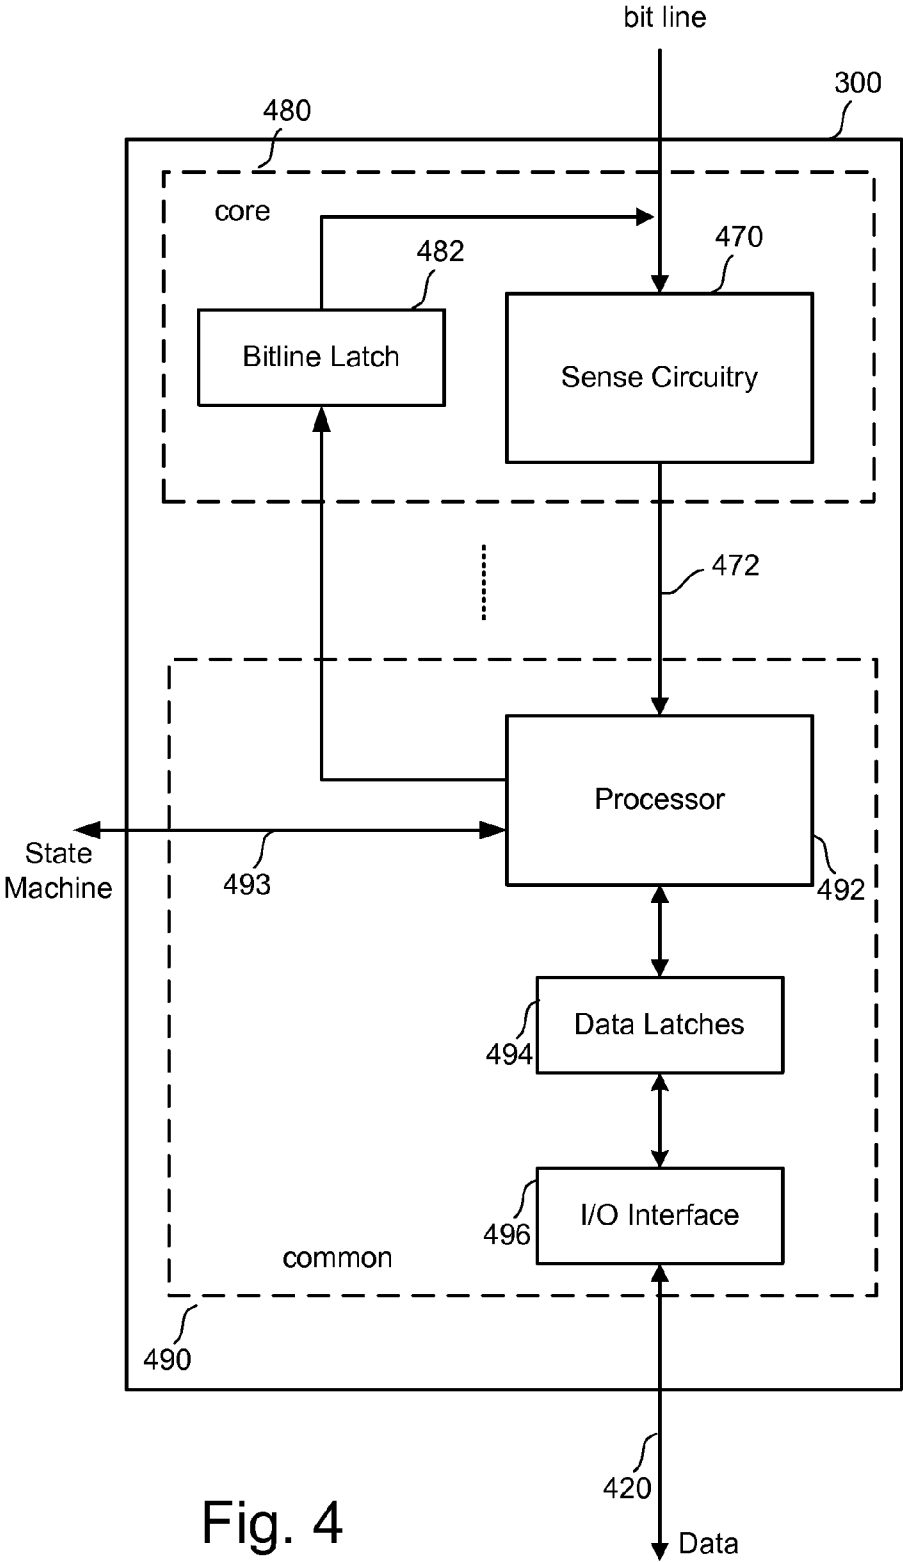 bit line
300
480
core
470
482
Bitline Latch
Sense Circuitry
472
Processor
State
Machine
493
492
Data Latches
494
I/O Interface
496
common
490
420
Fig. 4
Data